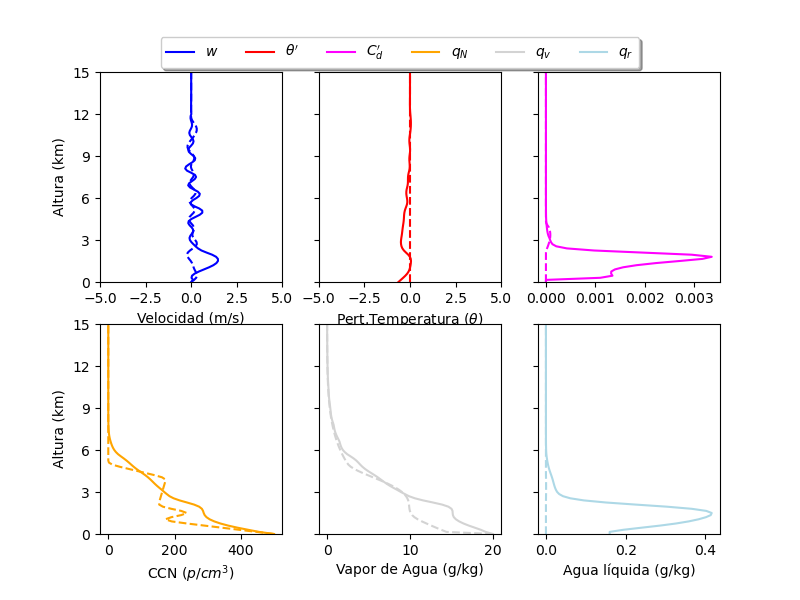 w θ′ C′d qN qv qr
15
12
9
6
3
0
Altura (km)
−5.0 −2.5 0.0 2.5 5.0
Velocidad (m/s)
−5.0 −2.5 0.0 2.5 5.0
Pert.Temperatura (θ)
0.000 0.001 0.002 0.003
15
12
9
6
3
0
Altura (km)
0 200 400
CCN (p/cm³)
0 10 20
Vapor de Agua (g/kg)
0.0 0.2 0.4
Agua líquida (g/kg)